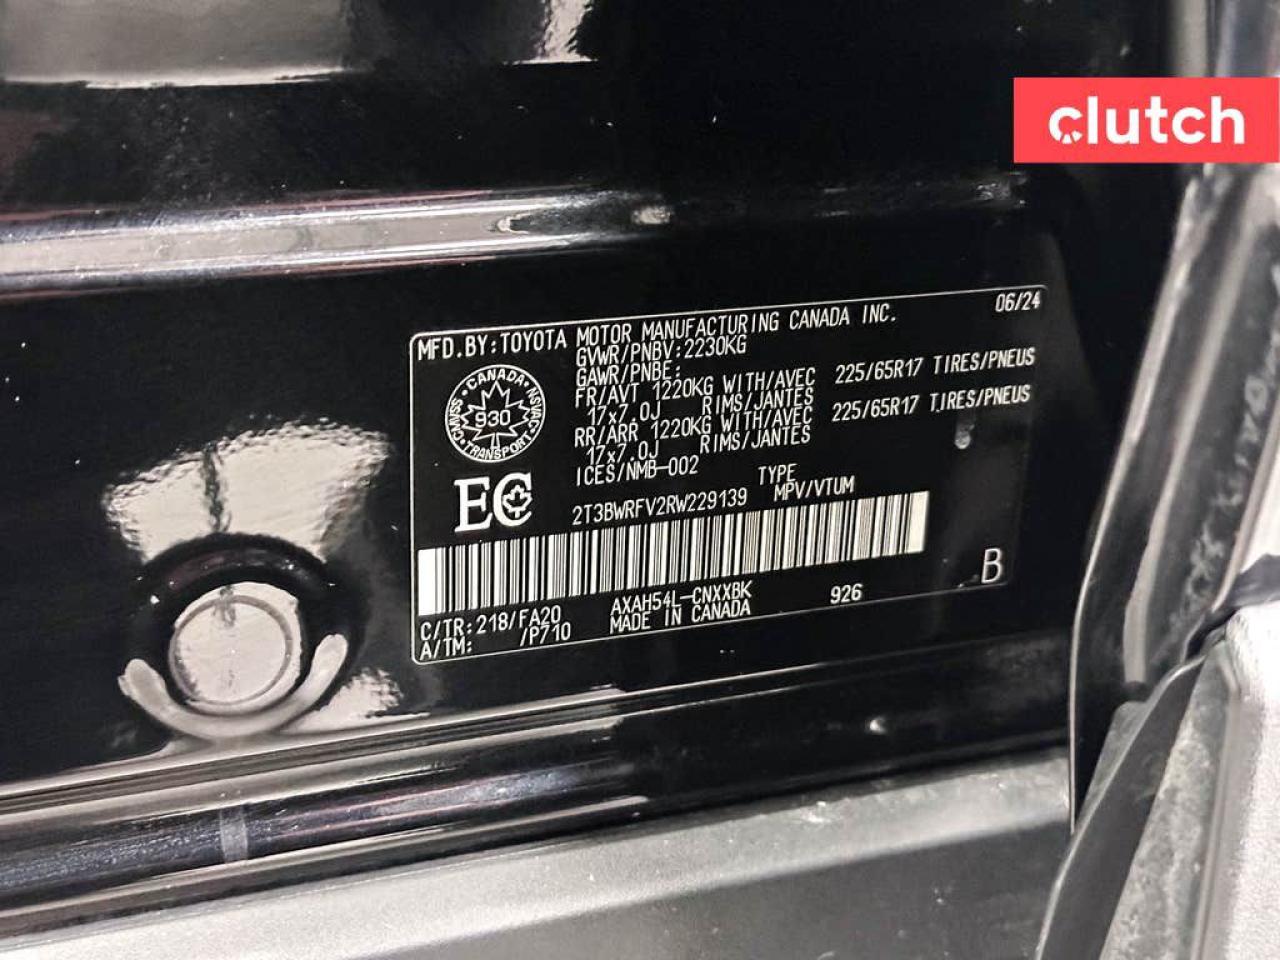 clutch
MFD.BY:TOYOTA MOTOR MANUFACTURING CANADA INC. 06/24
GVWR/PNBV:2230KG
GAWR/PNBE:
FR/AVT 1220KG WITH/AVEC 225/65R17 TIRES/PNEUS
17x7.0J RIMS/JANTES
RR/ARR 1220KG WITH/AVEC 225/65R17 TIRES/PNEUS
17x7.0J RIMS/JANTES
ICES/NMB-002
CANADA
930
TRANSPORT
CMVSS NSVAC
EC
TYPE
2T3BWRFV2RW229139 MPV/VTUM
B
C/TR:218/FA20 AXAH54L-CNXXBK 926
A/TM: /P710 MADE IN CANADA